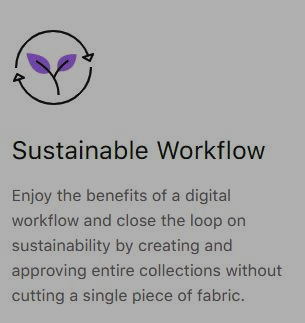 Sustainable Workflow
Enjoy the benefits of a digital
workflow and close the loop on
sustainability by creating and
approving entire collections without
cutting a single piece of fabric.